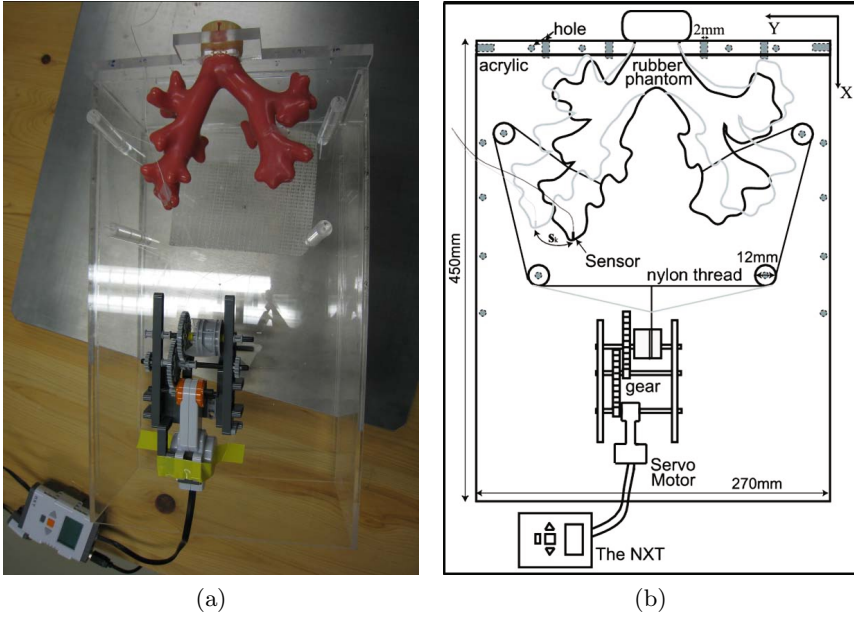 hole
2mm
Y
acrylic
rubber
phantom
X
450mm
S
Sensor
12mm
nylon thread
gear
Servo
Motor
270mm
The NXT
(a)
(b)